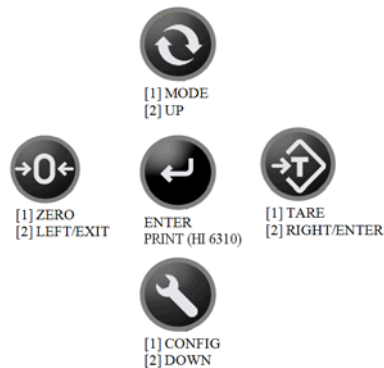 [1] MODE
[2] UP
0
[1] ZERO
[2] LEFT/EXIT
ENTER
PRINT (HI 6310)
T
[1] TARE
[2] RIGHT/ENTER
[1] CONFIG
[2] DOWN